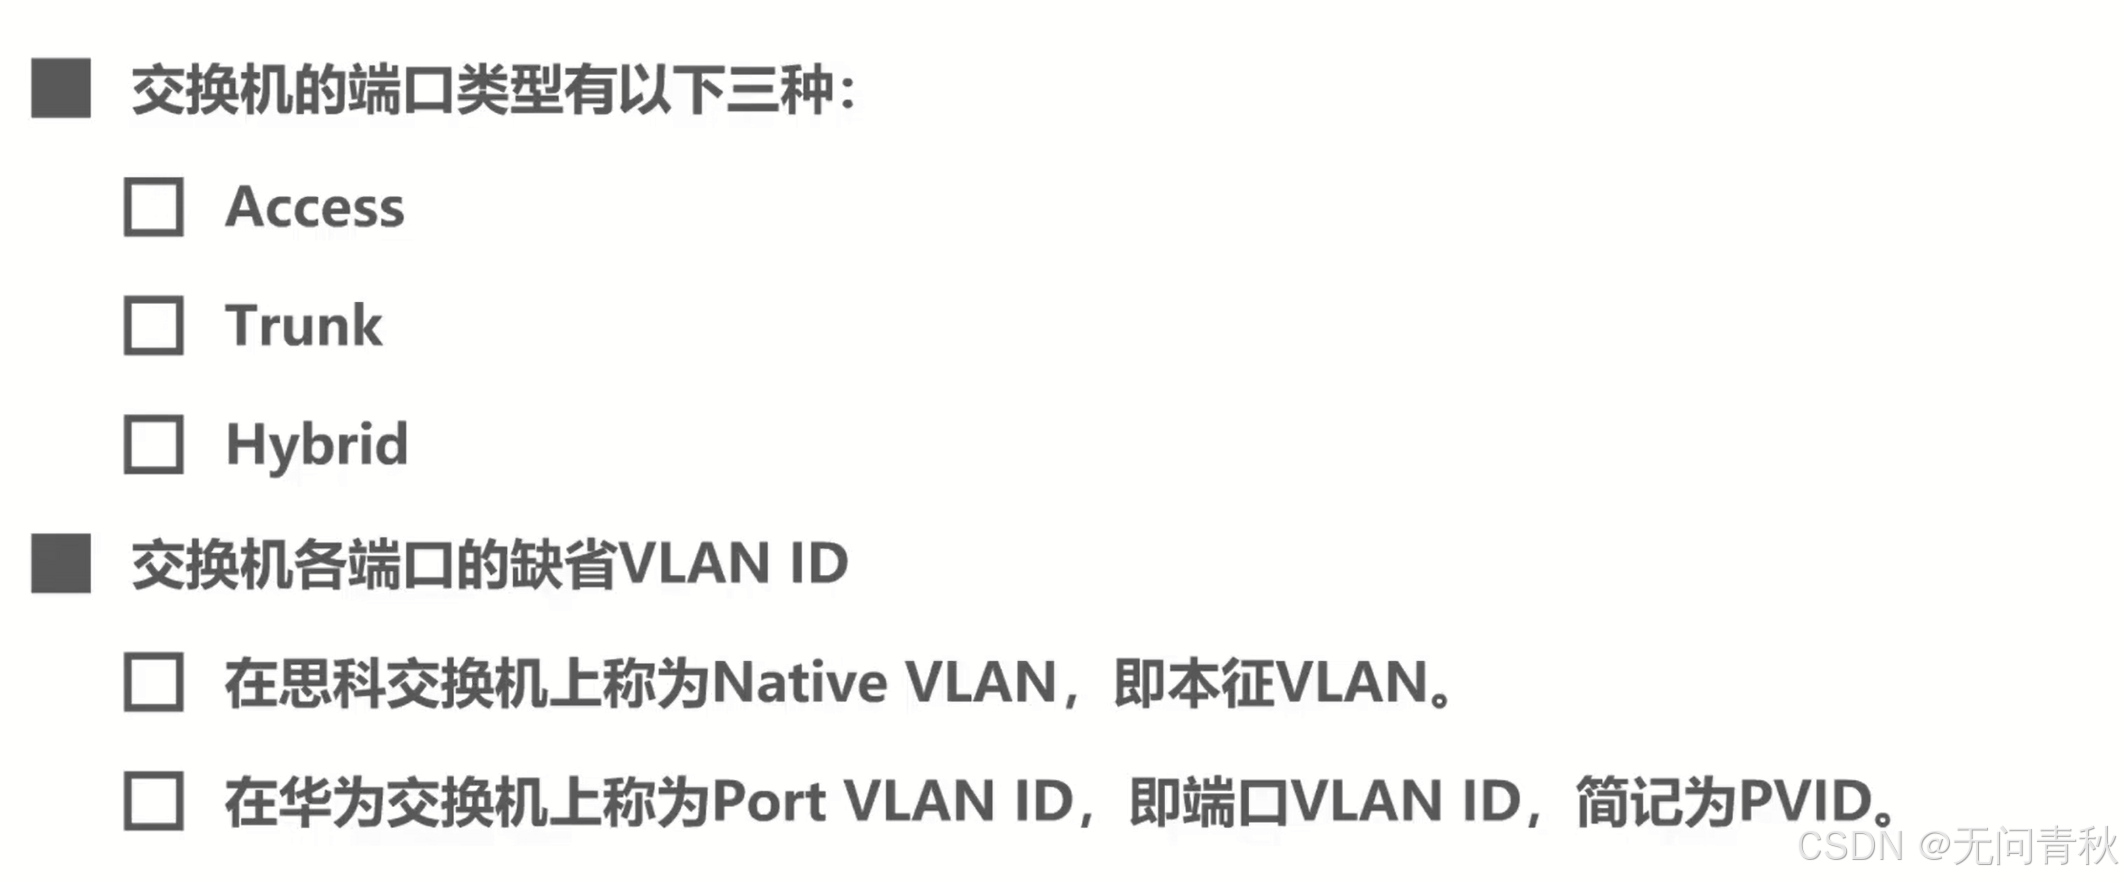 交换机的端口类型有以下三种：
Access
Trunk
Hybrid
交换机各端口的缺省VLAN ID
在思科交换机上称为Native VLAN，即本征VLAN。
在华为交换机上称为Port VLAN ID，即端口VLAN ID，简记为PVID。
CSDN @无问青秋